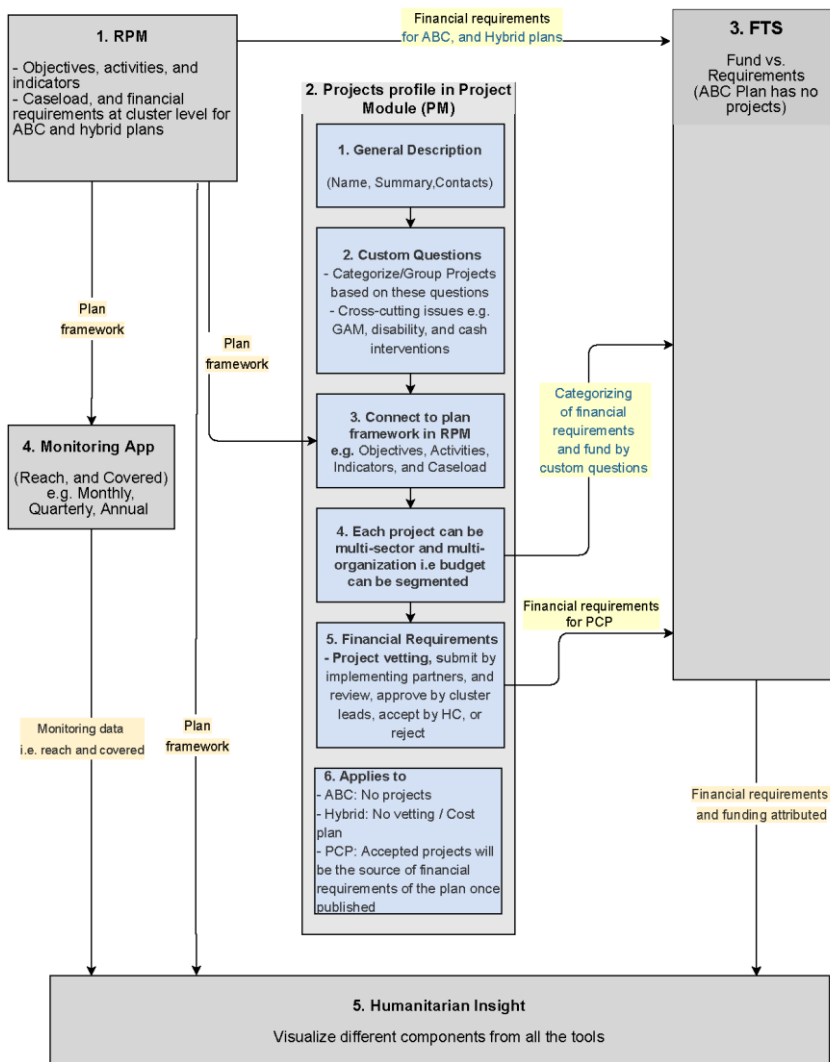 1. RPM
- Objectives, activities, and
indicators
- Caseload, and financial
requirements at cluster level for
ABC and hybrid plans
Financial requirements
for ABC, and Hybrid plans
3. FTS
Fund vs.
Requirements
(ABC Plan has no
projects)
2. Projects profile in Project
Module (PM)
1. General Description
(Name, Summary,Contacts)
2. Custom Questions
- Categorize/Group Projects
based on these questions
- Cross-cutting issues e.g.
GAM, disability, and cash
interventions
3. Connect to plan
framework in RPM
e.g. Objectives, Activities,
Indicators, and Caseload
4. Each project can be
multi-sector and multi-
organization i.e budget
can be segmented
5. Financial Requirements
- Project vetting, submit by
implementing partners, and
review, approve by cluster
leads, accept by HC, or
reject
6. Applies to
- ABC: No projects
- Hybrid: No vetting / Cost
plan
- PCP: Accepted projects will
be the source of financial
requirements of the plan once
published
Plan
framework
Plan
framework
4. Monitoring App
(Reach, and Covered)
e.g. Monthly,
Quarterly, Annual
Categorizing
of financial
requirements
and fund by
custom questions
Financial requirements
for PCP
Monitoring data
i.e. reach and covered
Plan
framework
Financial requirements
and funding attributed
5. Humanitarian Insight
Visualize different components from all the tools